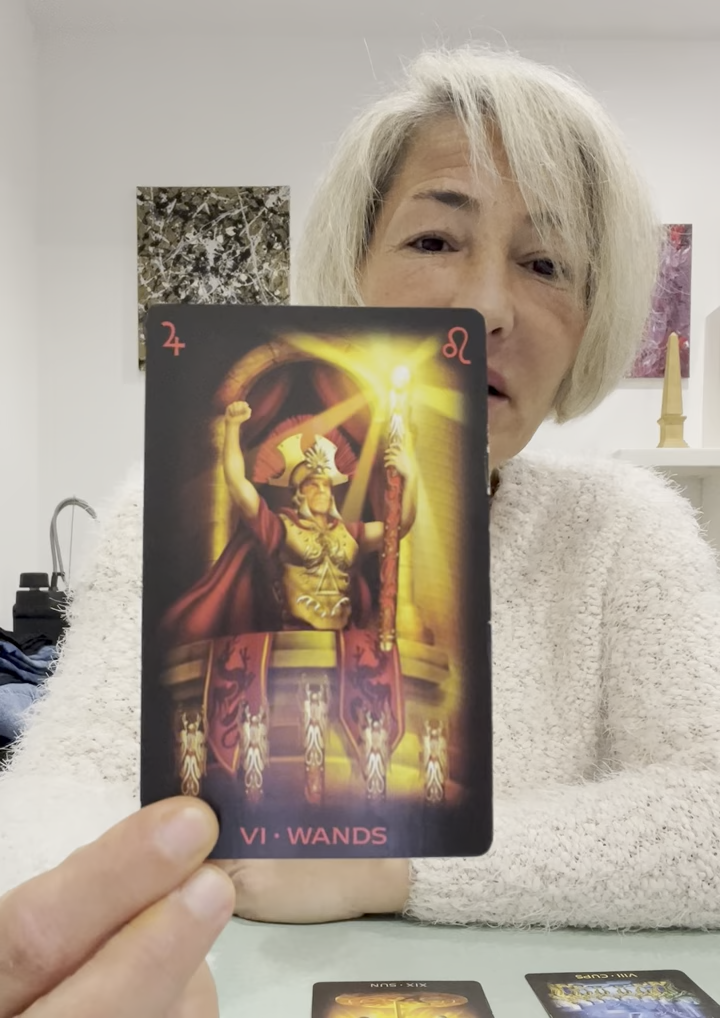 ♃ ♌
VI · WANDS
XIX · SUN
VIII · CUPS